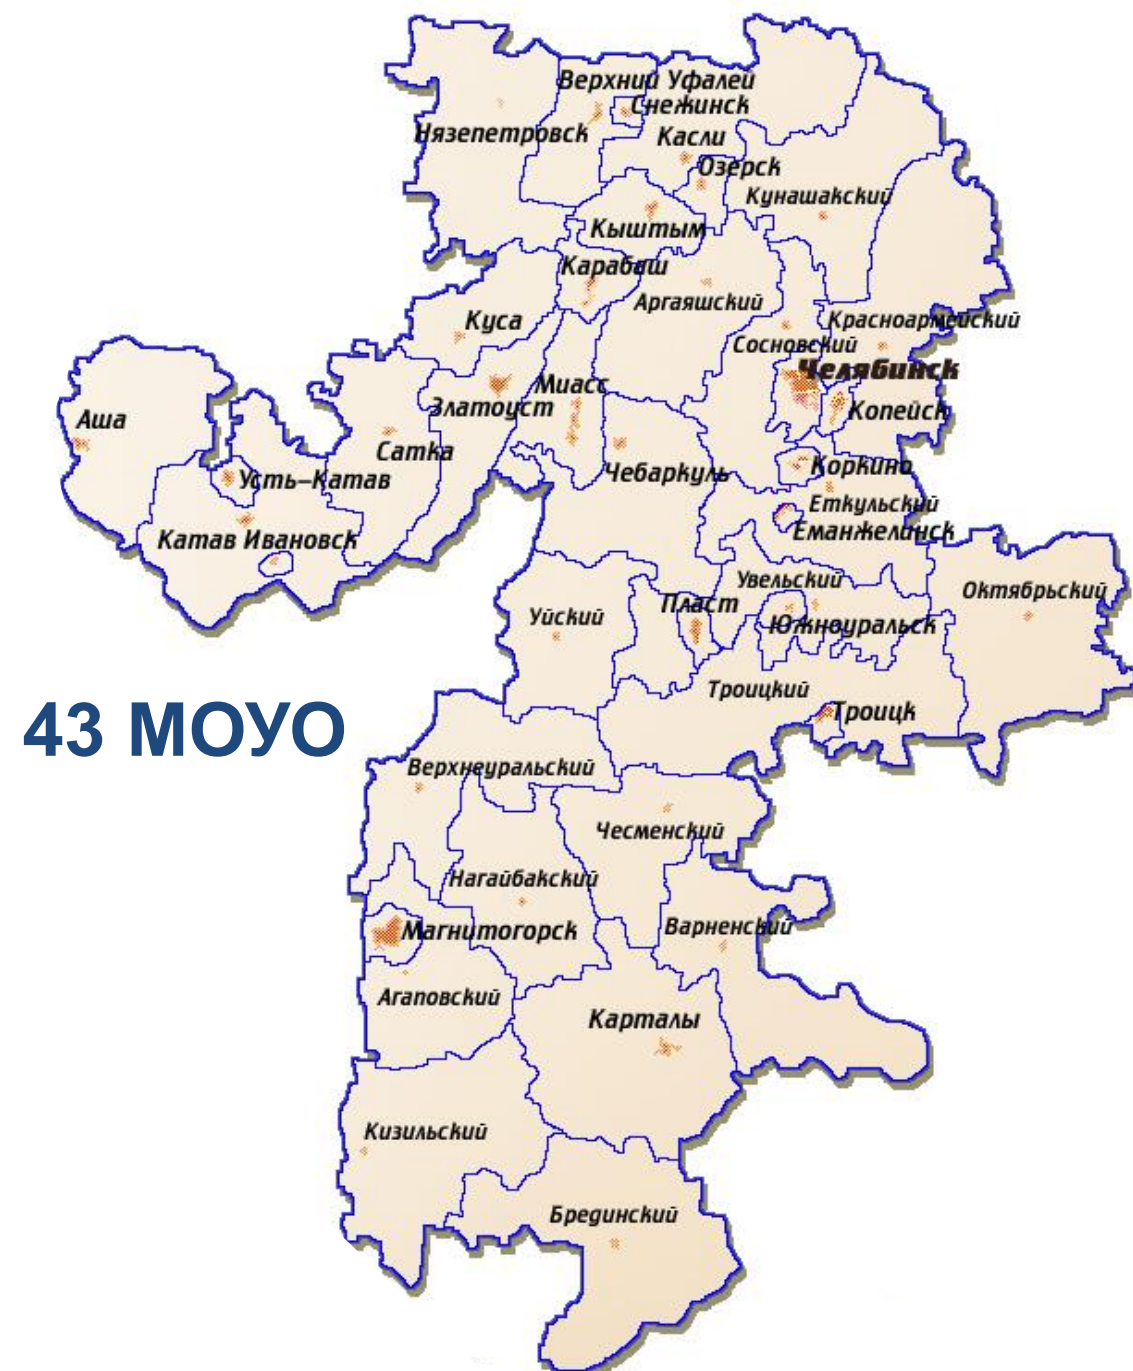 Верхний Уфалей
Снежинск
Нязепетровск
Касли
Озерск
Кунашакский
Кыштым
Карабаш
Аргаяшский
Куса
Красноармейский
Сосновский
Челябинск
Миасс
Златоуст
Копейск
Аша
Сатка
Чебаркуль
Коркино
Усть-Катав
Еткульский
Еманжелинск
Катав Ивановск
Увельский
Октябрьский
Пласт
Уйский
Южноуральск
Троицкий
Троицк
43 МОУО
Верхнеуральский
Чесменский
Нагайбакский
Магнитогорск
Варненский
Агаповский
Карталы
Кизильский
Брединский